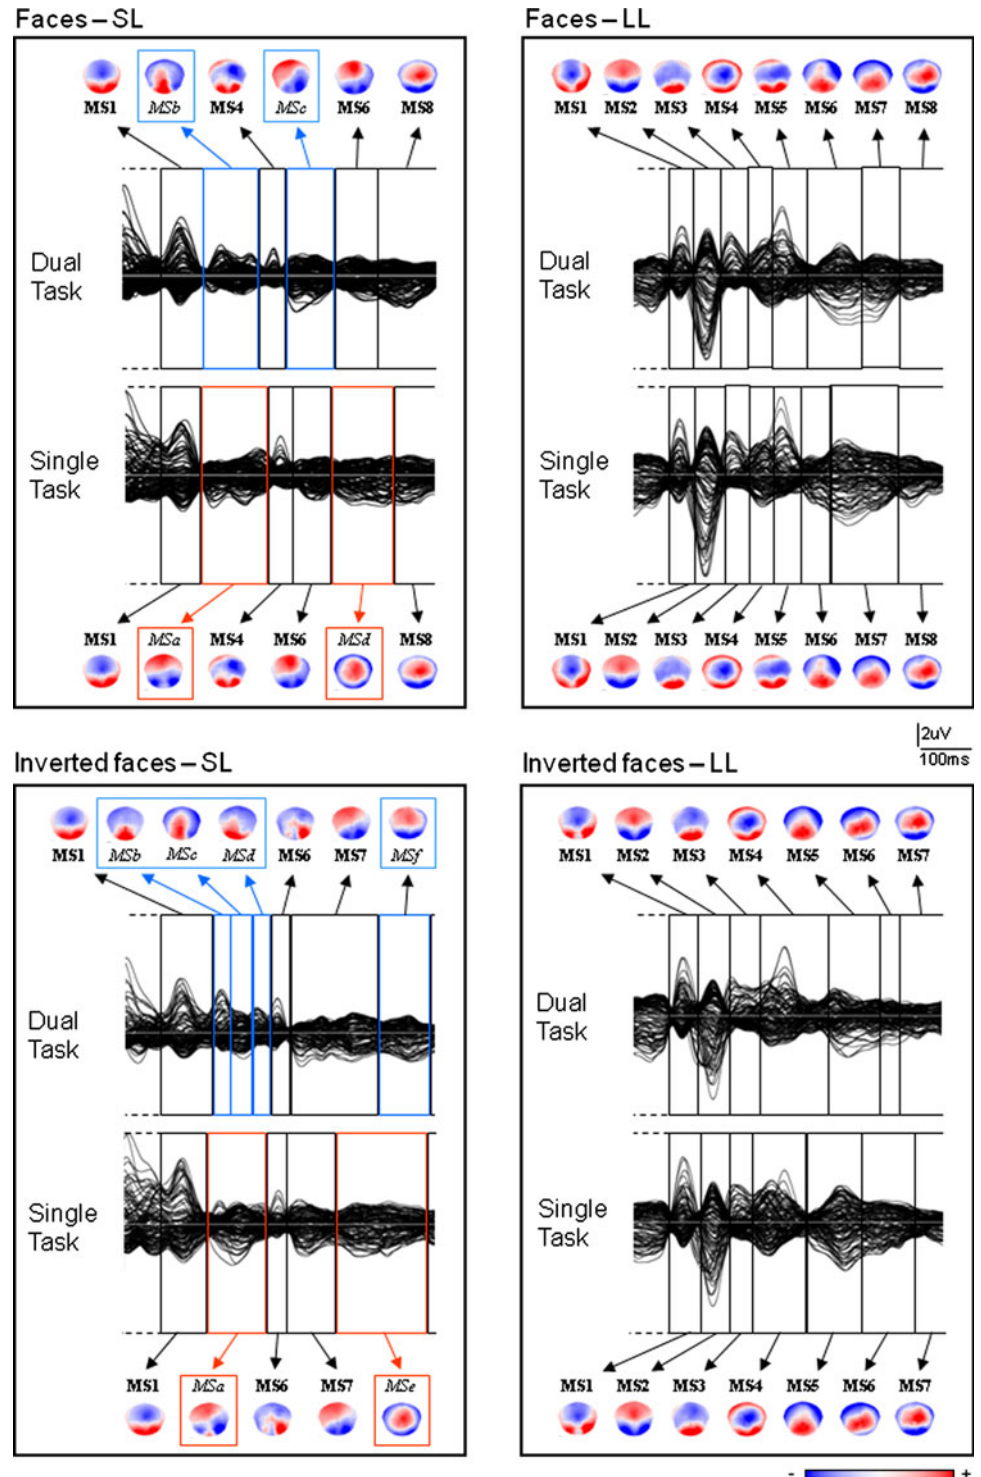 Faces – SL
MS1 MSb MS4 MSc MS6 MS8
Dual
Task
Single
Task
MS1 MSa MS4 MS6 MSd MS8
Faces – LL
MS1 MS2 MS3 MS4 MS5 MS6 MS7 MS8
Dual
Task
Single
Task
MS1 MS2 MS3 MS4 MS5 MS6 MS7 MS8
2uV
100ms
Inverted faces – SL
MS1 MSb MSc MSd MS6 MS7 MSf
Dual
Task
Single
Task
MS1 MSa MS6 MS7 MSe
Inverted faces – LL
MS1 MS2 MS3 MS4 MS5 MS6 MS7
Dual
Task
Single
Task
MS1 MS2 MS3 MS4 MS5 MS6 MS7
- +